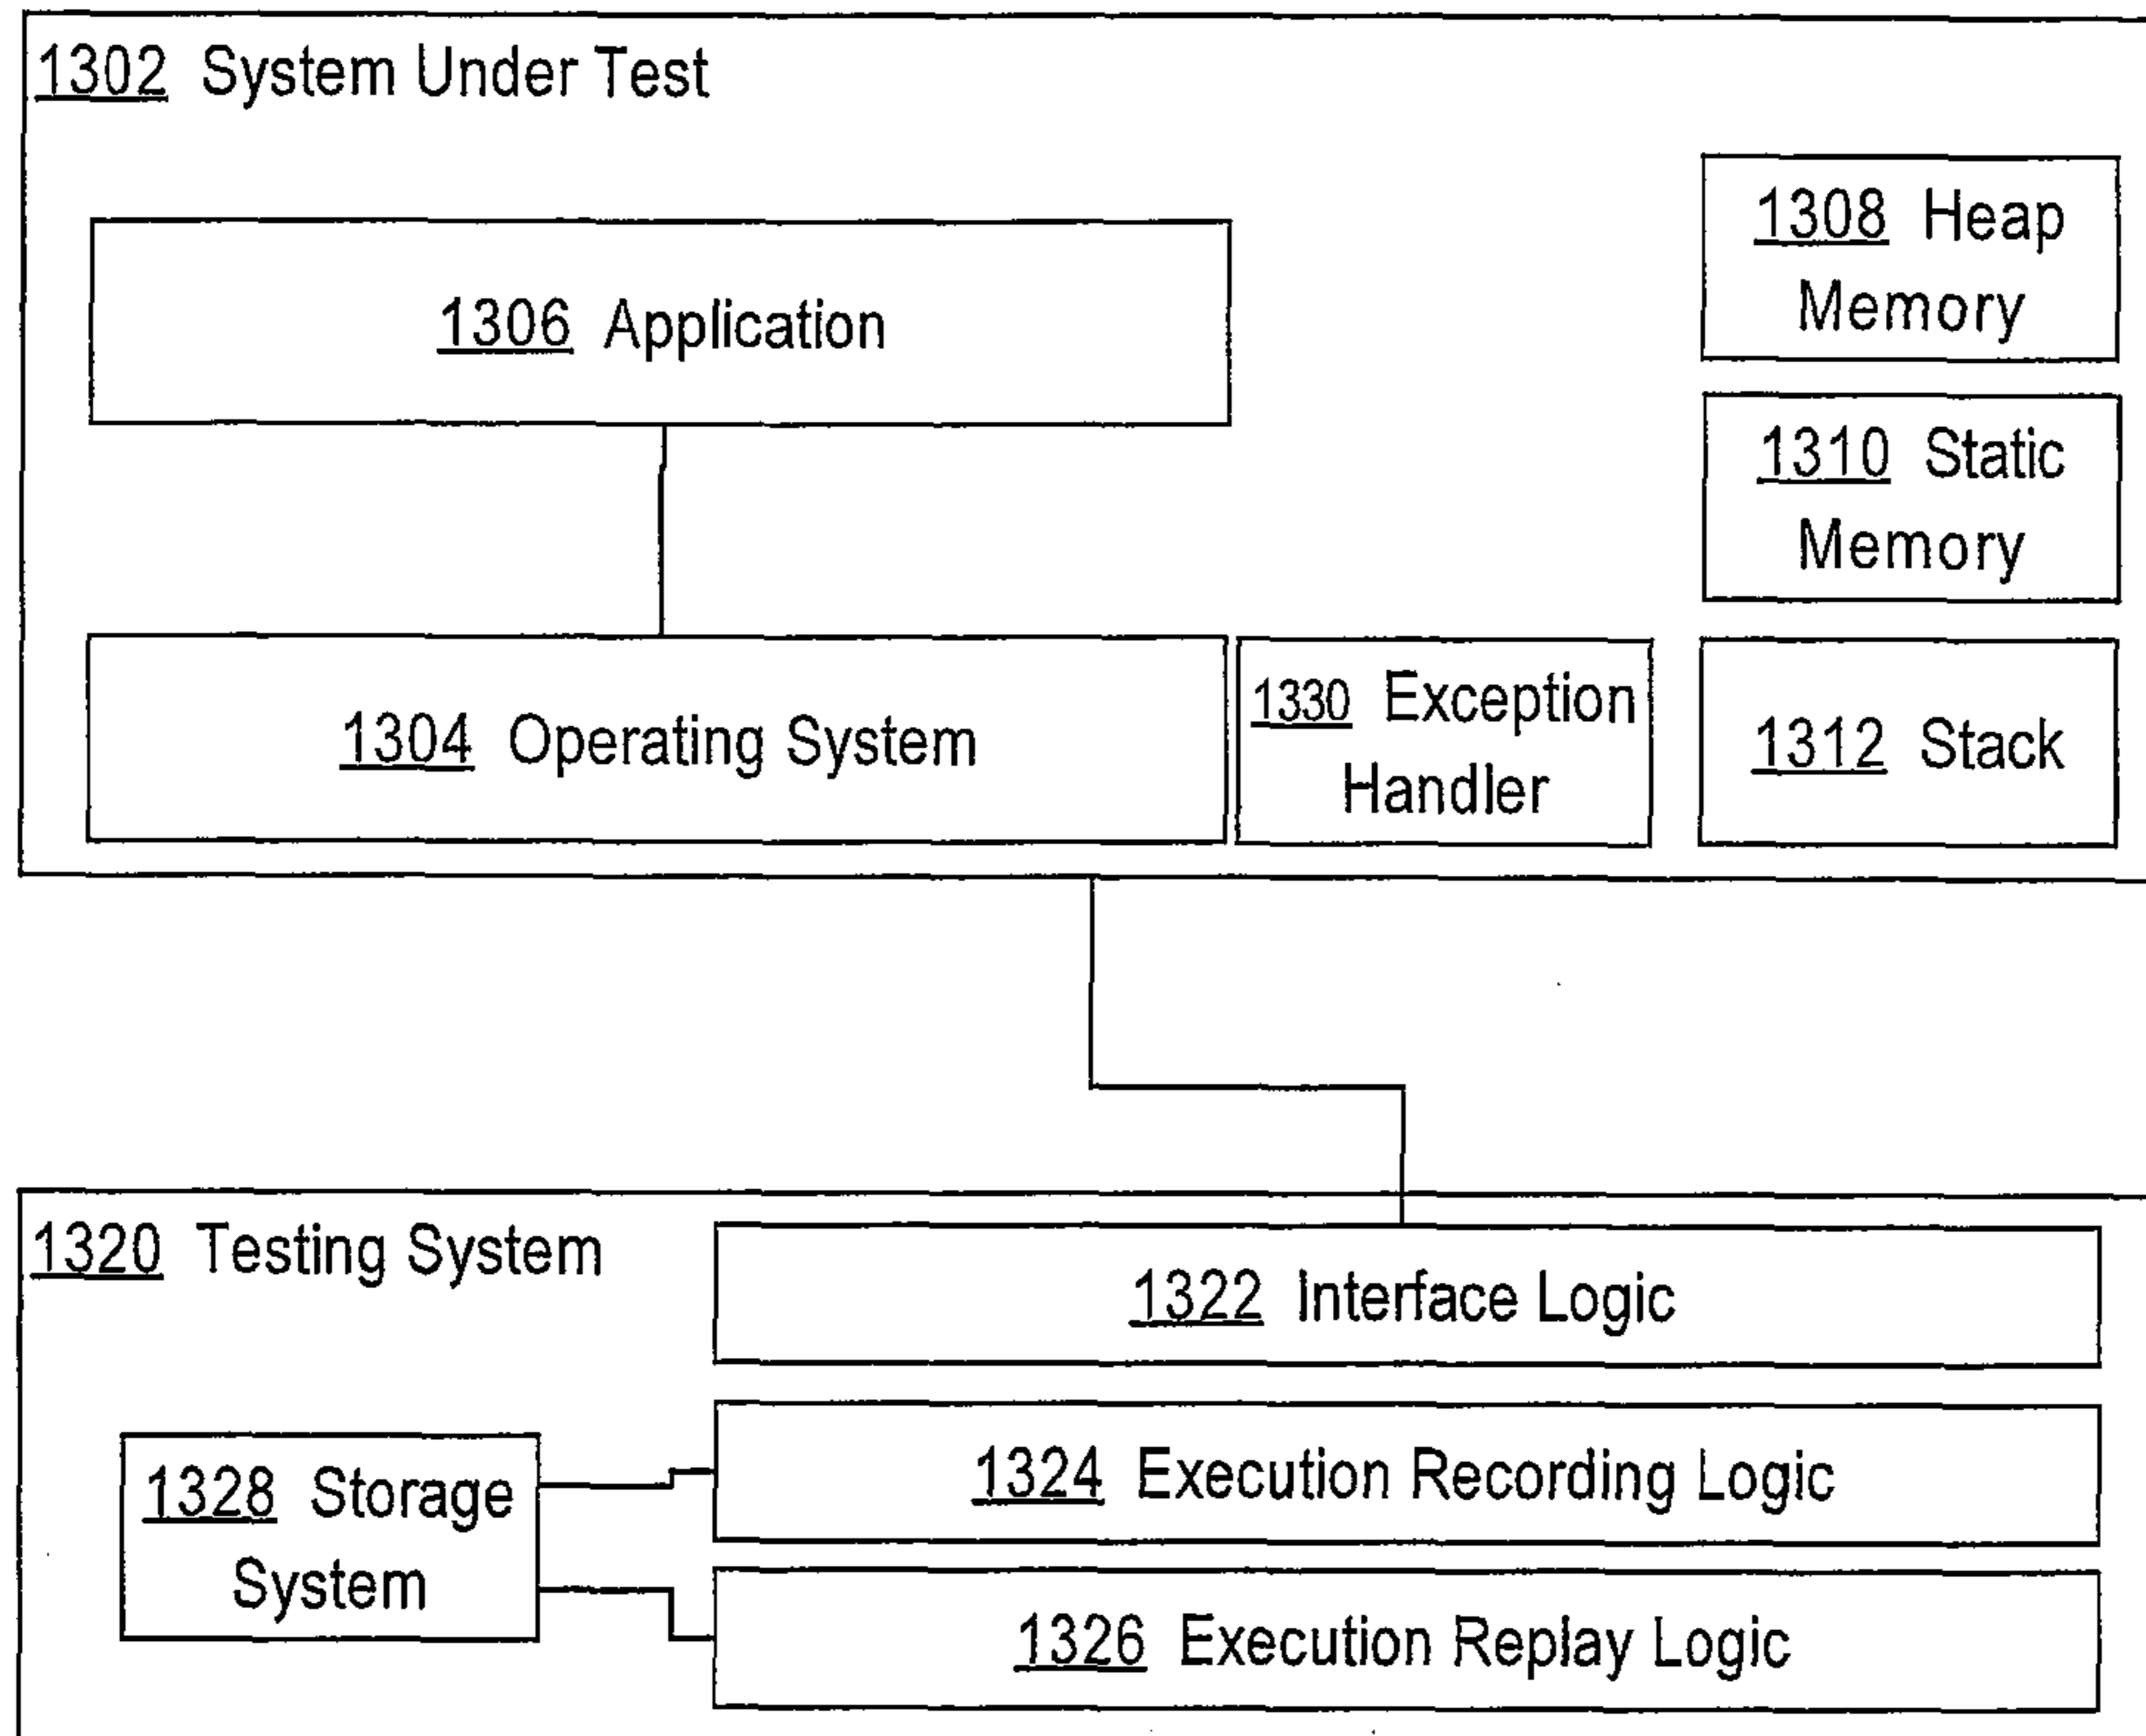 1302 System Under Test
1308 Heap
Memory
1306 Application
1310 Static
Memory
1304 Operating System
1330 Exception
Handler
1312 Stack
1320 Testing System
1322 Interface Logic
1328 Storage
System
1324 Execution Recording Logic
1326 Execution Replay Logic